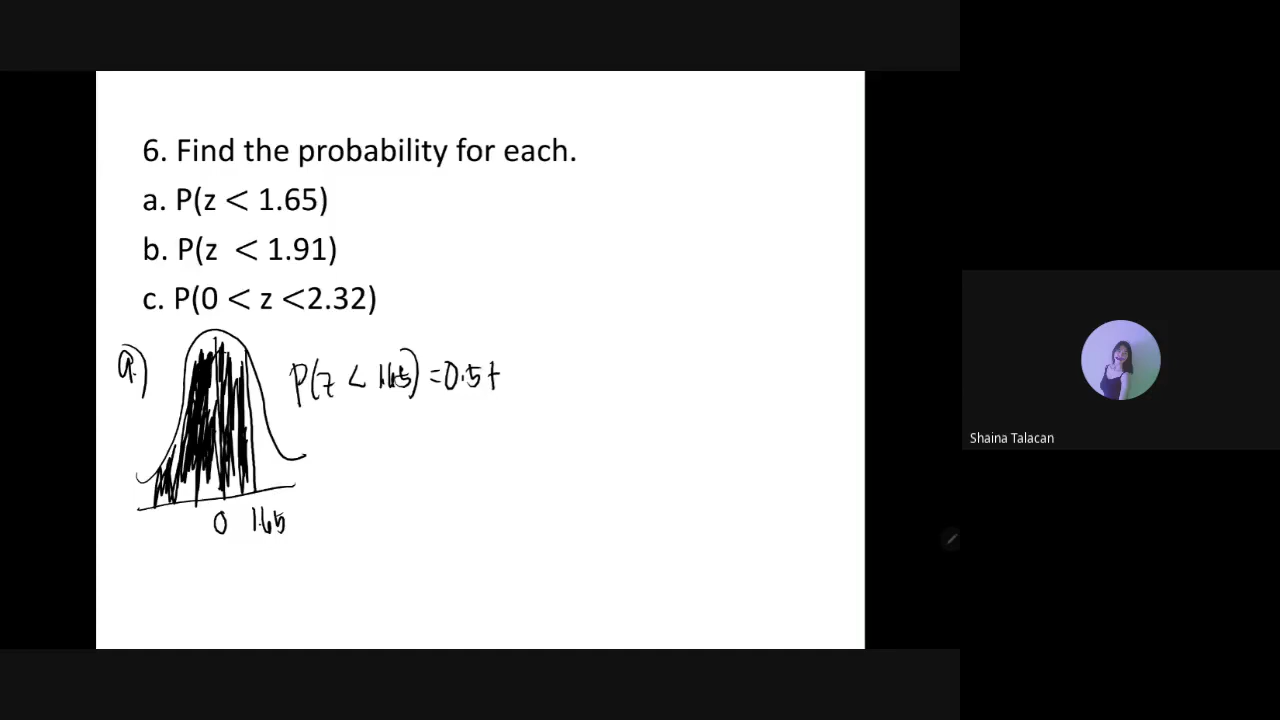 6. Find the probability for each.
a. P(z < 1.65)
b. P(z < 1.91)
c. P(0 < z <2.32)
a.) P(z < 1.65) = 0.5 +
0 1.65
Shaina Talacan